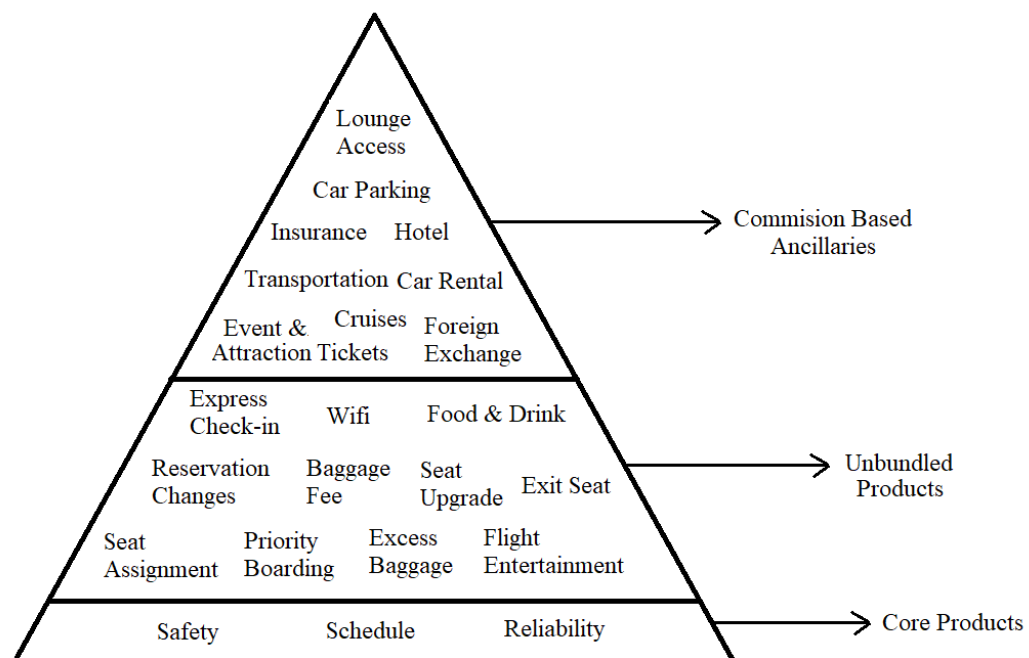 Lounge
Access
Car Parking
Insurance Hotel
Transportation Car Rental
Event &
Attraction Tickets
Cruises
Foreign
Exchange
Commision Based
Ancillaries
Express
Check-in
Wifi
Food & Drink
Reservation
Changes
Baggage
Fee
Seat
Upgrade
Exit Seat
Unbundled
Products
Seat
Assignment
Priority
Boarding
Excess
Baggage
Flight
Entertainment
Safety
Schedule
Reliability
Core Products